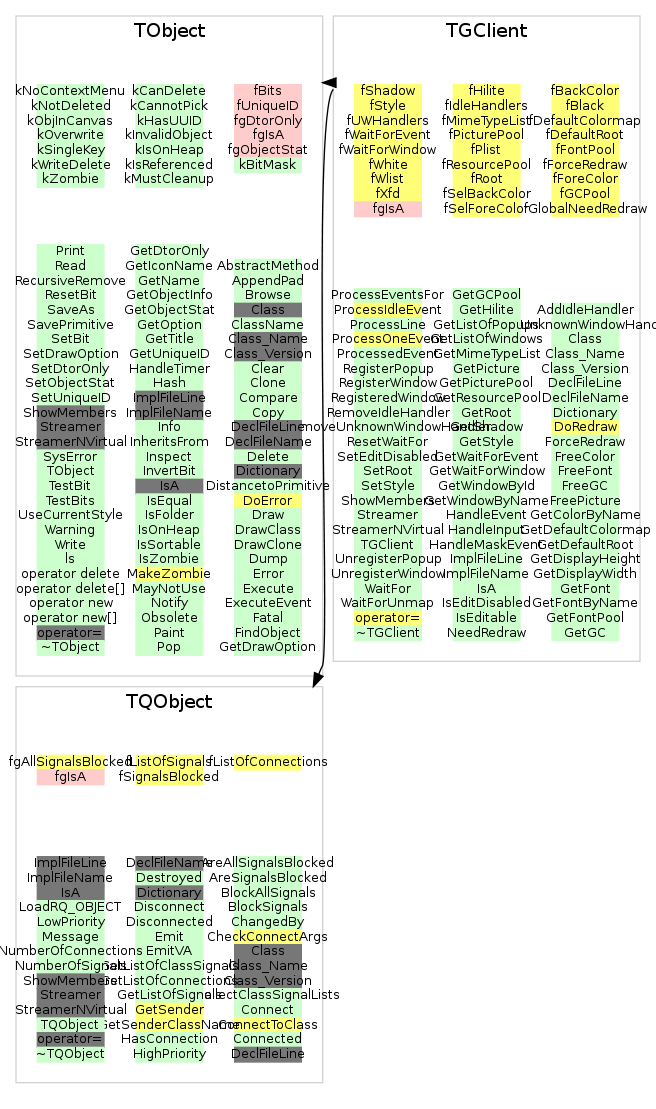 TObject
kNoContextMenu
kNotDeleted
kObjInCanvas
kOverwrite
kSingleKey
kWriteDelete
kZombie
kCanDelete
kCannotPick
kHasUUID
kInvalidObject
kIsOnHeap
kIsReferenced
kMustCleanup
fBits
fUniqueID
fgDtorOnly
fgIsA
fgObjectStat
kBitMask
Print
Read
RecursiveRemove
ResetBit
SaveAs
SavePrimitive
SetBit
SetDrawOption
SetDtorOnly
SetObjectStat
SetUniqueID
ShowMembers
Streamer
StreamerNVirtual
SysError
TObject
TestBit
TestBits
UseCurrentStyle
Warning
Write
ls
operator delete
operator delete[]
operator new
operator new[]
operator=
~TObject
GetDtorOnly
GetIconName
GetName
GetObjectInfo
GetObjectStat
GetOption
GetTitle
GetUniqueID
HandleTimer
Hash
ImplFileLine
ImplFileName
Info
InheritsFrom
Inspect
InvertBit
IsA
IsEqual
IsFolder
IsOnHeap
IsSortable
IsZombie
MakeZombie
MayNotUse
Notify
Obsolete
Paint
Pop
AbstractMethod
AppendPad
Browse
Class
ClassName
Class_Name
Class_Version
Clear
Clone
Compare
Copy
DeclFileLine
DeclFileName
Delete
Dictionary
DistancetoPrimitive
DoError
Draw
DrawClass
DrawClone
Dump
Error
Execute
ExecuteEvent
Fatal
FindObject
GetDrawOption
TGClient
fShadow
fStyle
fUWHandlers
fWaitForEvent
fWaitForWindow
fWhite
fWlist
fXfd
fgIsA
fHilite
fIdleHandlers
fMimeTypeList
fPicturePool
fPlist
fResourcePool
fRoot
fSelBackColor
fSelForeColor
fBackColor
fBlack
fDefaultColormap
fDefaultRoot
fFontPool
fForceRedraw
fForeColor
fGCPool
fGlobalNeedRedraw
ProcessEventsFor
ProcessIdleEvent
ProcessLine
ProcessOneEvent
ProcessedEvent
RegisterPopup
RegisterWindow
RegisteredWindow
RemoveIdleHandler
ResetWaitFor
SetEditDisabled
SetRoot
SetStyle
ShowMembers
Streamer
StreamerNVirtual
TGClient
UnregisterPopup
UnregisterWindow
WaitFor
WaitForUnmap
operator=
~TGClient
GetGCPool
GetHilite
GetListOfPopups
GetListOfWindows
GetMimeTypeList
GetPicture
GetPicturePool
GetResourcePool
GetRoot
GetShadow
GetStyle
GetWaitForEvent
GetWaitForWindow
GetWindowById
GetWindowByName
HandleEvent
HandleInput
HandleMaskEvent
ImplFileLine
ImplFileName
IsA
IsEditDisabled
IsEditable
NeedRedraw
AddIdleHandler
Class
Class_Name
Class_Version
DeclFileLine
DeclFileName
Dictionary
DoRedraw
ForceRedraw
FreeColor
FreeFont
FreeGC
FreePicture
GetColorByName
GetDefaultColormap
GetDefaultRoot
GetDisplayHeight
GetDisplayWidth
GetFont
GetFontByName
GetFontPool
GetGC
TQObject
fgAllSignalsBlocked
fgIsA
fListOfSignals
fSignalsBlocked
fListOfConnections
ImplFileLine
ImplFileName
IsA
LoadRQ_OBJECT
LowPriority
Message
NumberOfConnections
NumberOfSignals
ShowMembers
Streamer
StreamerNVirtual
TQObject
operator=
~TQObject
DeclFileName
Destroyed
Dictionary
Disconnect
Disconnected
Emit
EmitVA
GetListOfClassSignals
GetListOfConnections
GetListOfSignals
GetSender
GetSenderClassName
HasConnection
HighPriority
AreAllSignalsBlocked
AreSignalsBlocked
BlockAllSignals
BlockSignals
ChangedBy
CheckConnectArgs
Class
Class_Name
Class_Version
Connect
ConnectToClass
Connected
DeclFileLine